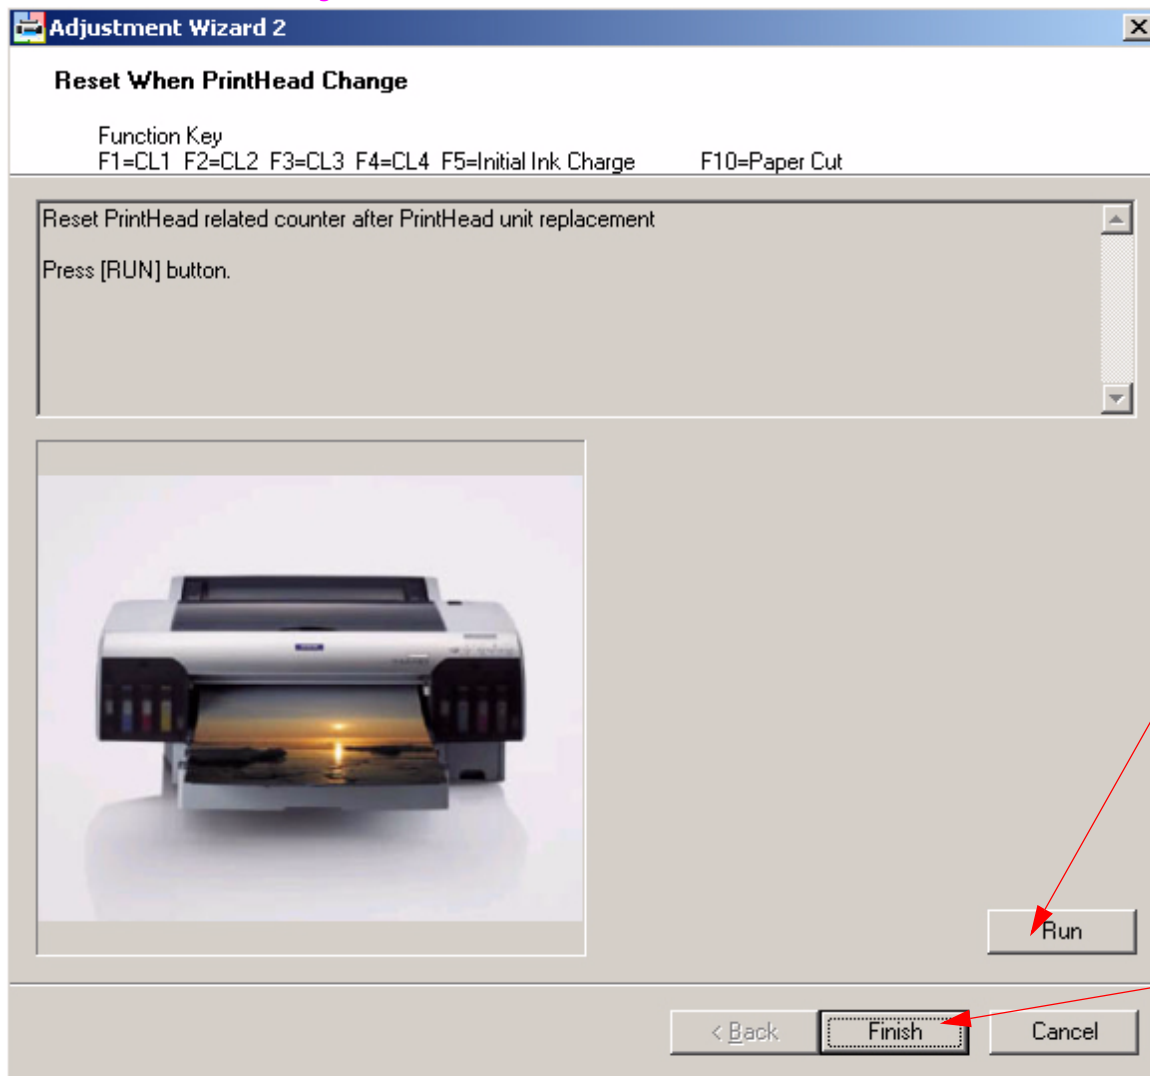 Adjustment Wizard 2
Reset When PrintHead Change
Function Key
F1=CL1 F2=CL2 F3=CL3 F4=CL4 F5=Initial Ink Charge F10=Paper Cut
Reset PrintHead related counter after PrintHead unit replacement
Press [RUN] button.
Run
< Back Finish Cancel